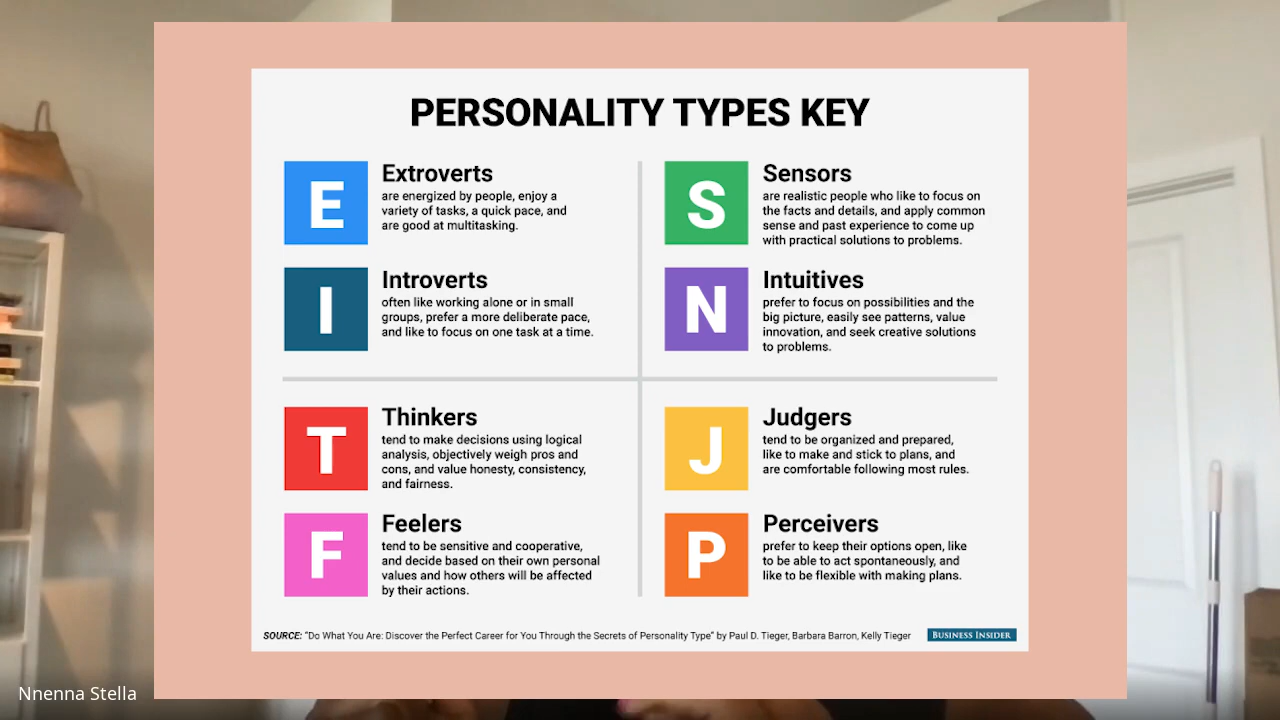 PERSONALITY TYPES KEY
E
Extroverts
are energized by people, enjoy a
variety of tasks, a quick pace, and
are good at multitasking.
I
Introverts
often like working alone or in small
groups, prefer a more deliberate pace,
and like to focus on one task at a time.
S
Sensors
are realistic people who like to focus on
the facts and details, and apply common
sense and past experience to come up
with practical solutions to problems.
N
Intuitives
prefer to focus on possibilities and the
big picture, easily see patterns, value
innovation, and seek creative solutions
to problems.
T
Thinkers
tend to make decisions using logical
analysis, objectively weigh pros and
cons, and value honesty, consistency,
and fairness.
F
Feelers
tend to be sensitive and cooperative,
and decide based on their own personal
values and how others will be affected
by their actions.
J
Judgers
tend to be organized and prepared,
like to make and stick to plans, and
are comfortable following most rules.
P
Perceivers
prefer to keep their options open, like
to be able to act spontaneously, and
like to be flexible with making plans.
SOURCE: "Do What You Are: Discover the Perfect Career for You Through the Secrets of Personality Type" by Paul D. Tieger, Barbara Barron, Kelly Tieger
BUSINESS INSIDER
Nnenna Stella